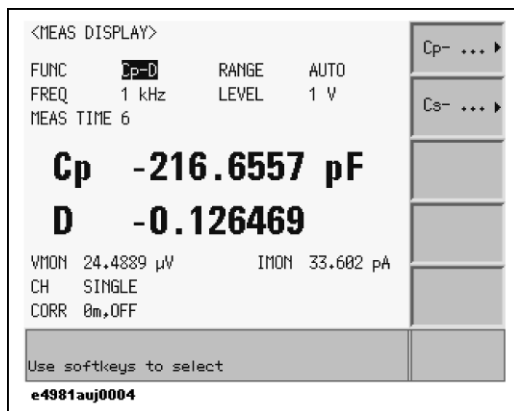 <MEAS DISPLAY>
Cp- ...
FUNC Cp-D RANGE AUTO
FREQ 1 kHz LEVEL 1 V
Cs- ...
MEAS TIME 6
Cp -216.6557 pF
D -0.126469
VMON 24.4889 µV IMON 33.602 pA
CH SINGLE
CORR 0m,OFF
Use softkeys to select
e4981auj0004